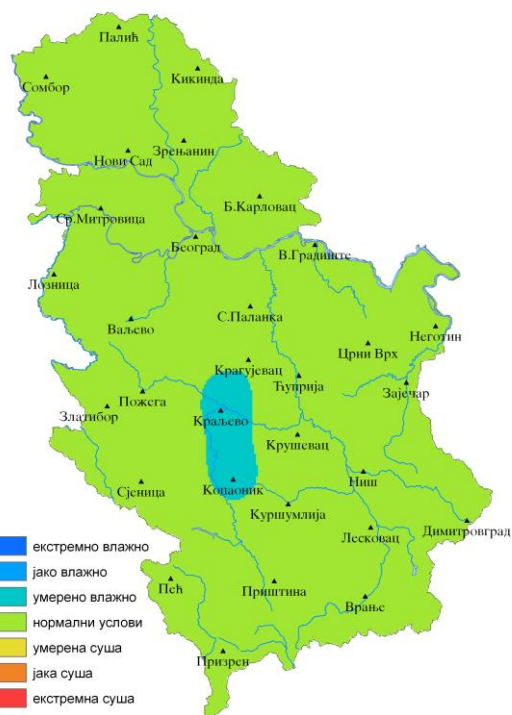 Палић
Кикинда
Сомбор
Зрењанин
Нови Сад
Б.Карловац
Ср.Митровица
Београд
В.Градиште
Лозница
С.Паланка
Ваљево
Неготин
Црни Врх
Крагујевац
Ћуприја
Зајечар
Пожега
Златибор
Краљево
Крушевац
Ниш
Сјеница
Копаоник
Куршумлија
Димитровград
Лесковац
екстремно влажно
јако влажно
умерено влажно
нормални услови
умерена суша
јака суша
екстремна суша
Пећ
Приштина
Врање
Призрен